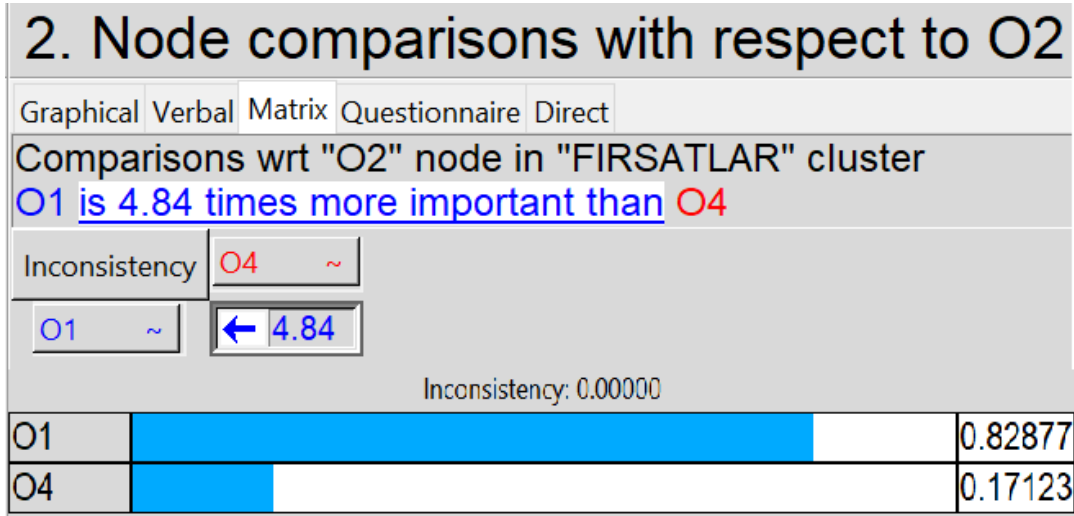 2. Node comparisons with respect to O2
Graphical Verbal Matrix Questionnaire Direct
Comparisons wrt "O2" node in "FIRSATLAR" cluster
O1 is 4.84 times more important than O4
Inconsistency O4 ~
O1 ~ ← 4.84
Inconsistency: 0.00000
O1 0.82877
O4 0.17123